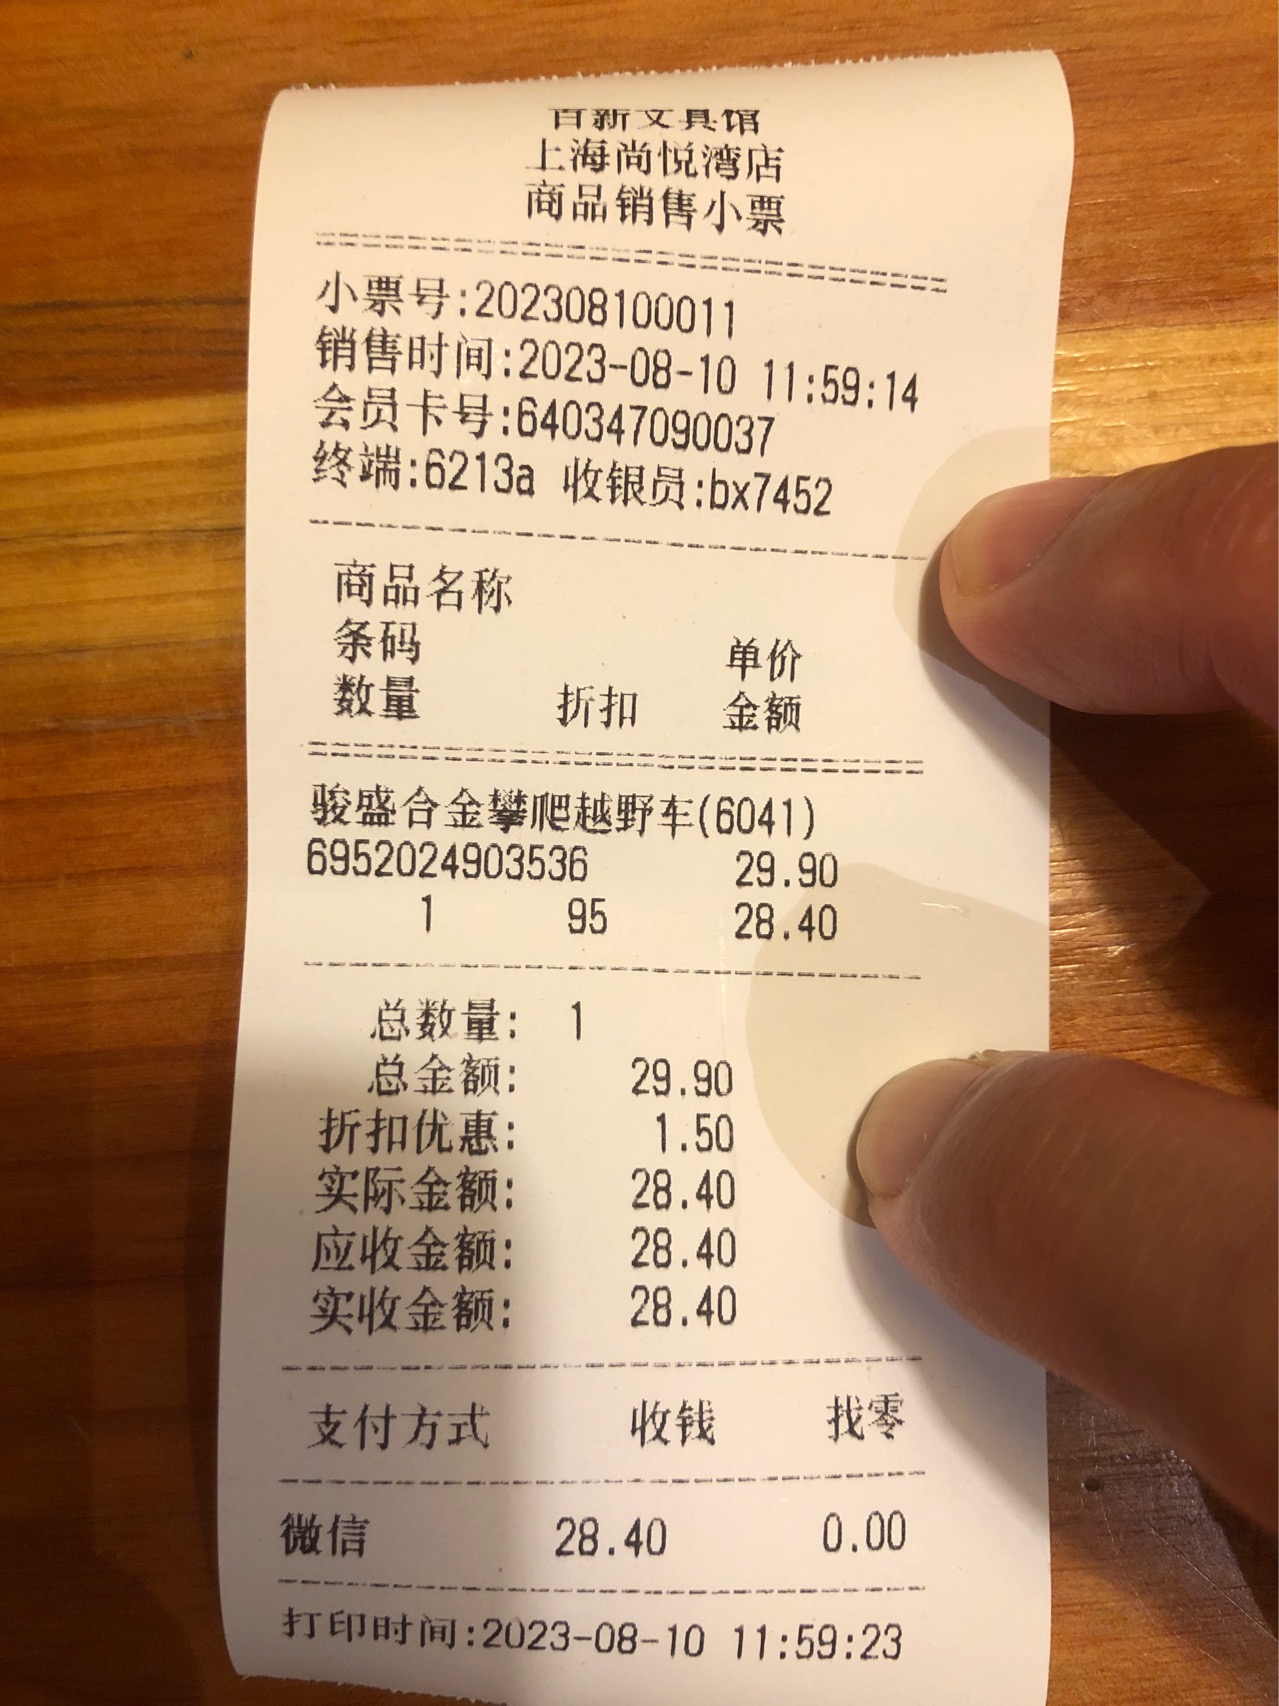 百新文具馆
上海尚悦湾店
商品销售小票
小票号:202308100011
销售时间:2023-08-10 11:59:14
会员卡号:640347090037
终端:6213a 收银员:bx7452
商品名称
条码 单价
数量 折扣 金额
骏盛合金攀爬越野车(6041)
6952024903536 29.90
1 95 28.40
总数量: 1
总金额: 29.90
折扣优惠: 1.50
实际金额: 28.40
应收金额: 28.40
实收金额: 28.40
支付方式 收钱 找零
微信 28.40 0.00
打印时间:2023-08-10 11:59:23